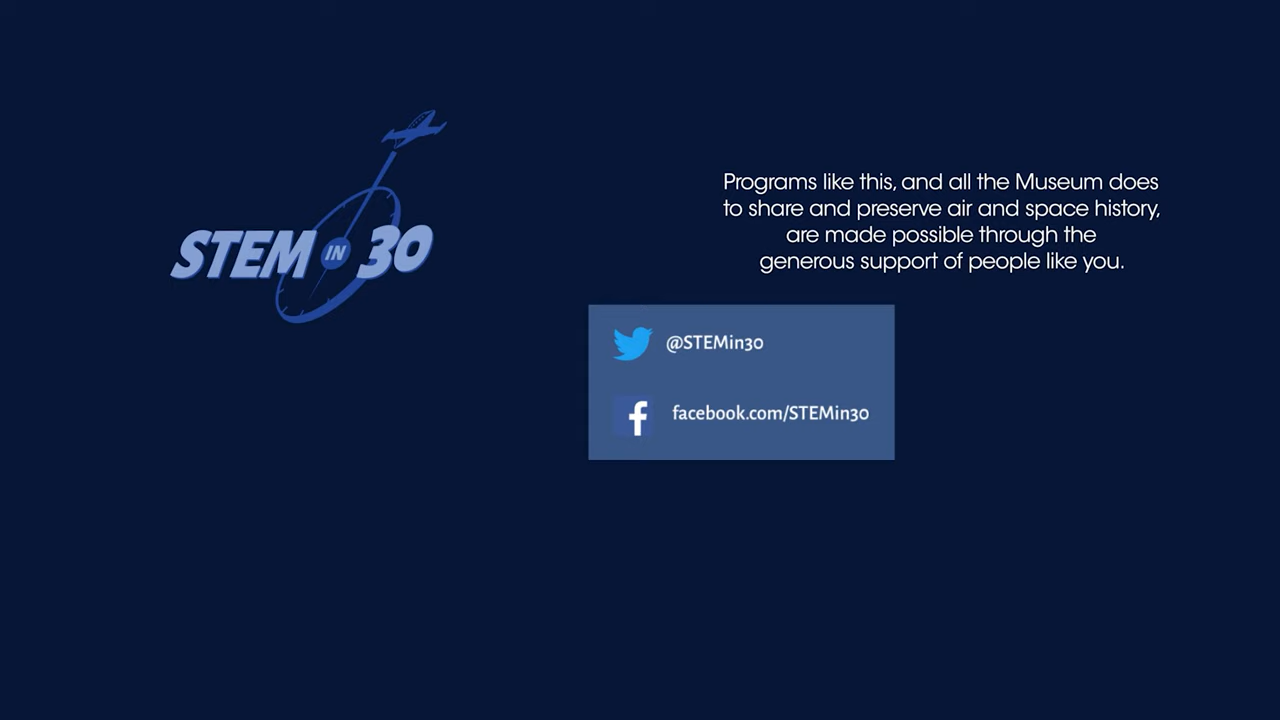 STEM IN 30
Programs like this, and all the Museum does
to share and preserve air and space history,
are made possible through the
generous support of people like you.
@STEMin30
facebook.com/STEMin30